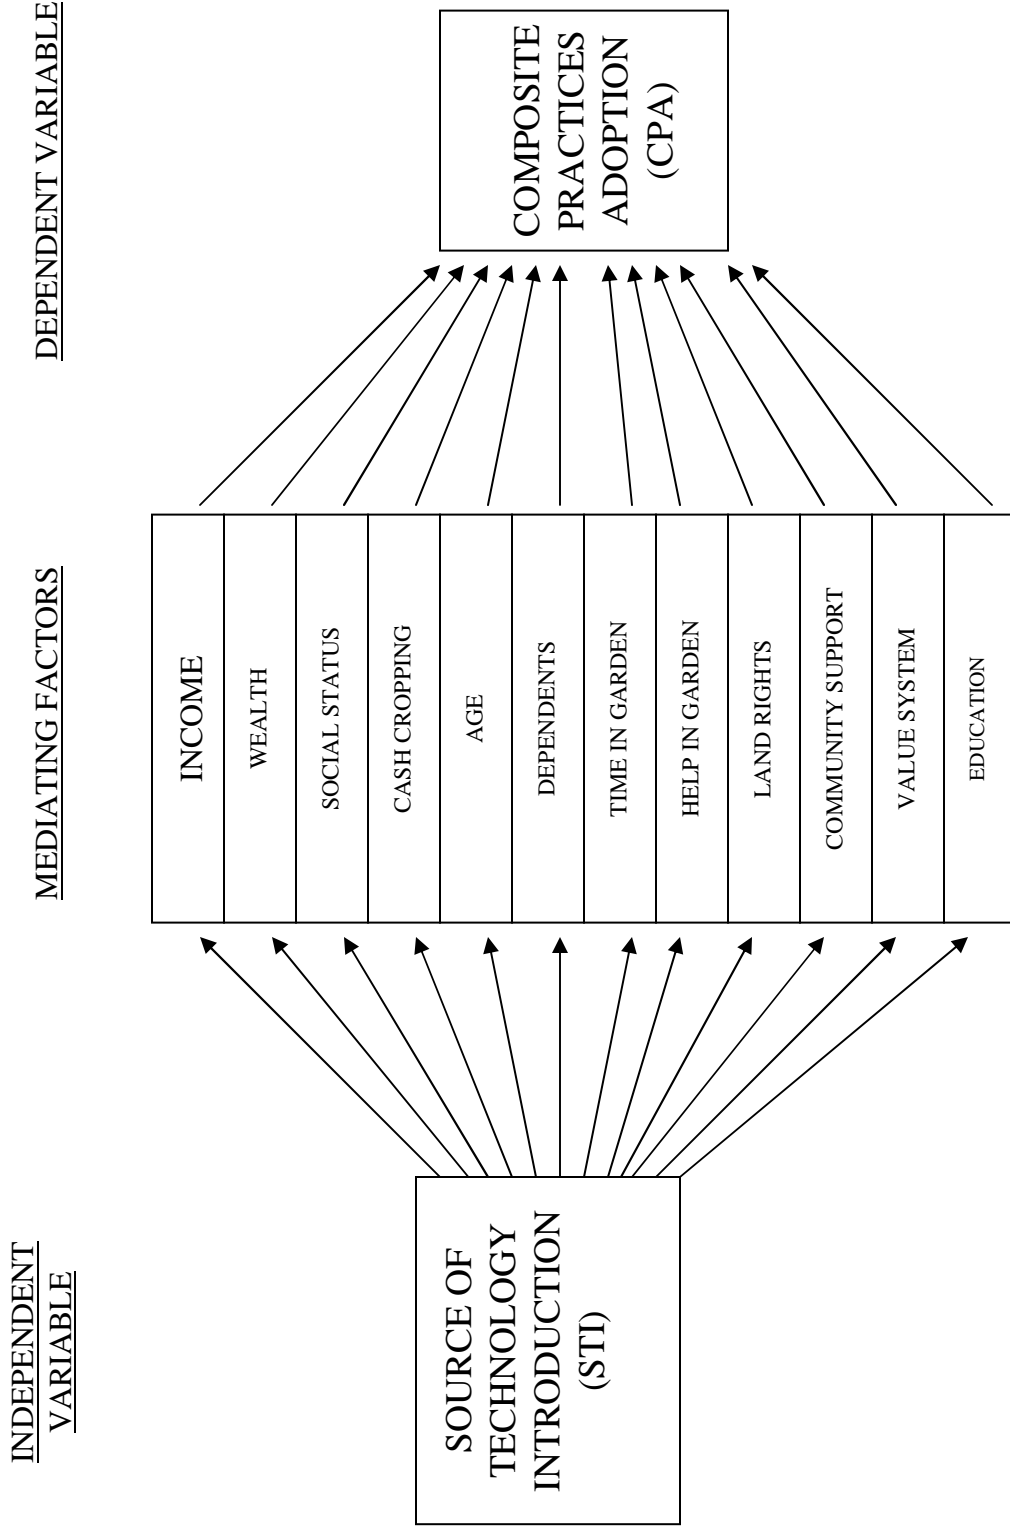 INDEPENDENT
VARIABLE
MEDIATING FACTORS
DEPENDENT VARIABLE
SOURCE OF
TECHNOLOGY
INTRODUCTION
(STI)
INCOME
WEALTH
SOCIAL STATUS
CASH CROPPING
AGE
DEPENDENTS
TIME IN GARDEN
HELP IN GARDEN
LAND RIGHTS
COMMUNITY SUPPORT
VALUE SYSTEM
EDUCATION
COMPOSITE
PRACTICES
ADOPTION
(CPA)